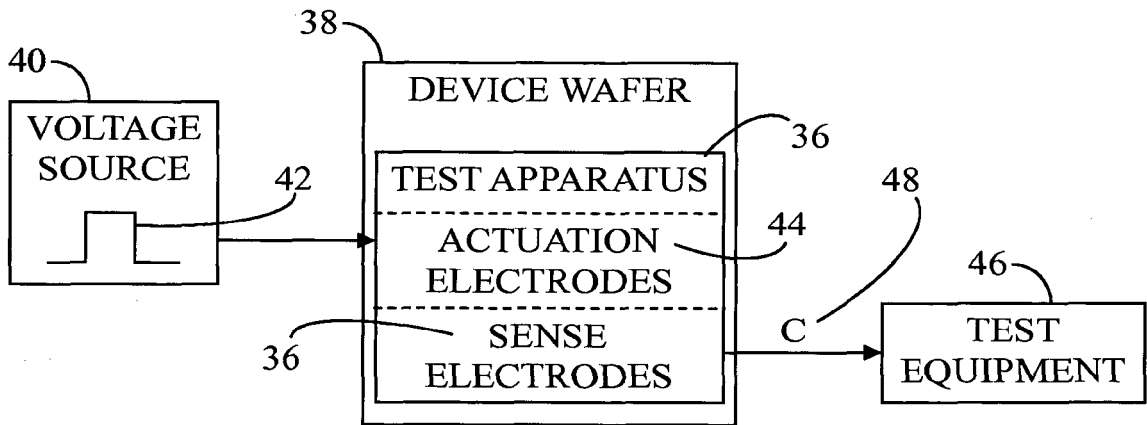 38
40
DEVICE WAFER
VOLTAGE
SOURCE
36
42
TEST APPARATUS
48
ACTUATION
ELECTRODES
44
46
36
SENSE
ELECTRODES
C
TEST
EQUIPMENT